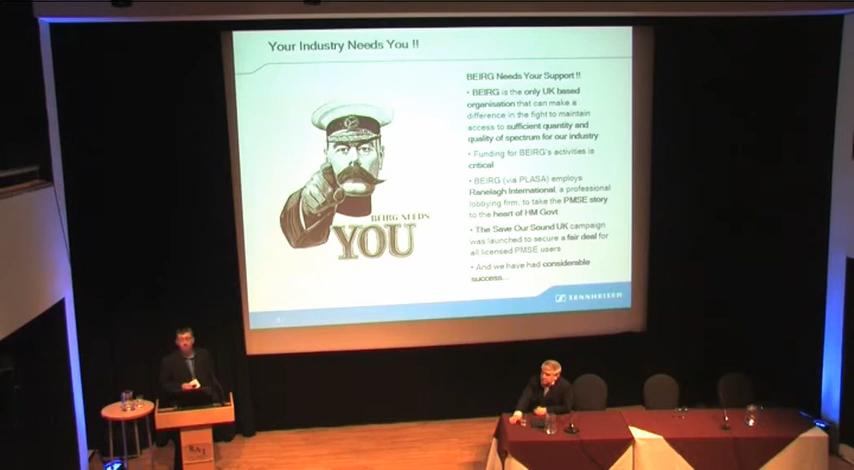 Your Industry Needs You !!
BEIRG Needs Your Support !!
• BEIRG is the only UK based
organisation that can make a
difference in the fight to maintain
access to sufficient quantity and
quality of spectrum for our industry
• Funding for BEIRG's activities is
critical
• BEIRG (via PLASA) employs
Ranelagh International, a professional
lobbying firm, to take the PMSE story
to the heart of HM Govt
• The Save Our Sound UK campaign
was launched to secure a fair deal for
all licensed PMSE users
• And we have had considerable
success...
BEIRG NEEDS
YOU
SENNHEISER